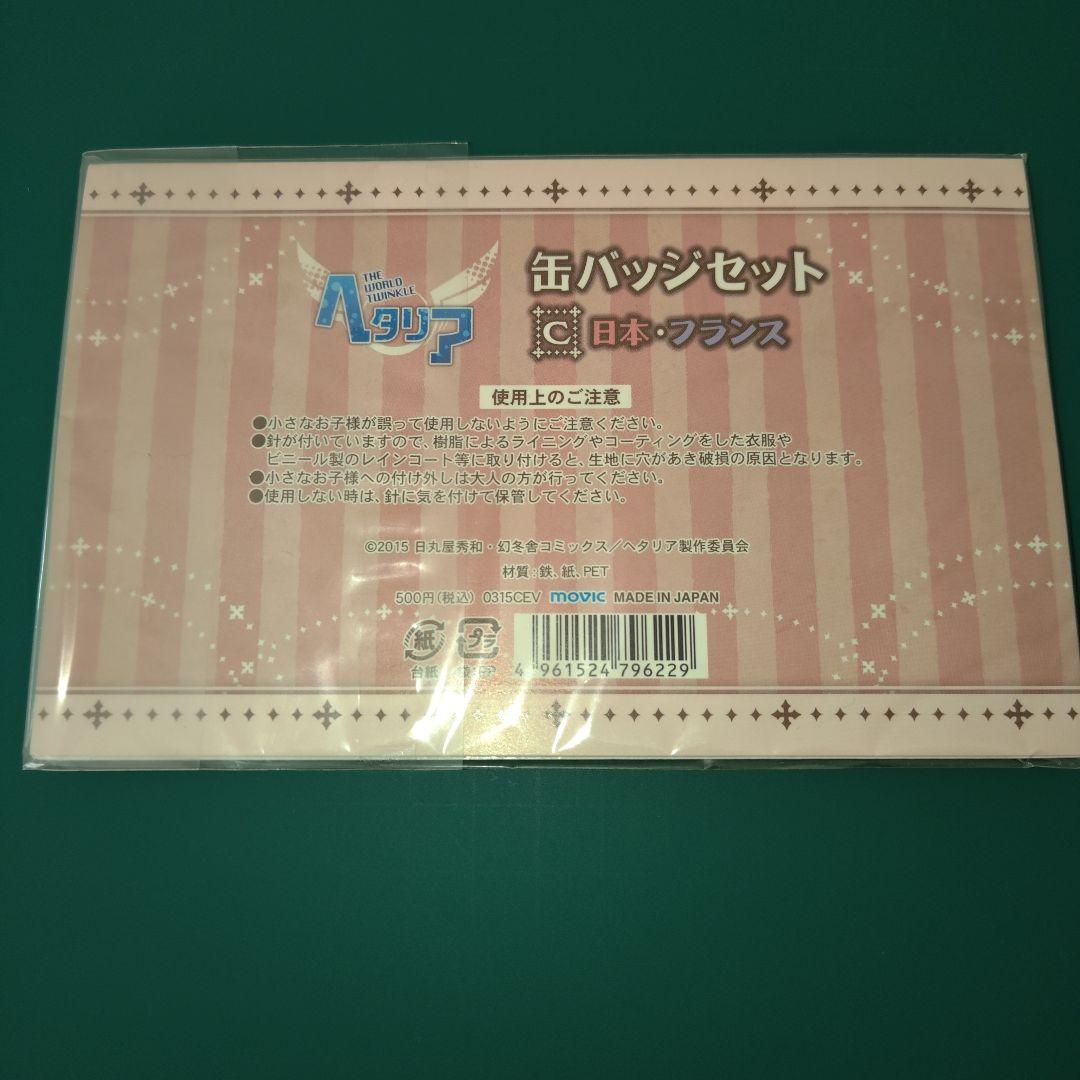 THE
WORLD
TWINKLE
ヘタリア
缶バッジセット
C 日本・フランス
使用上のご注意
●小さなお子様が誤って使用しないようにご注意ください。
●針が付いていますので、樹脂によるライニングやコーティングをした衣服や
ビニール製のレインコート等に取り付けると、生地に穴があき破損の原因となります。
●小さなお子様への付け外しは大人の方が行ってください。
●使用しない時は、針に気を付けて保管してください。
©2015 日丸屋秀和・幻冬舎コミックス／ヘタリア製作委員会
材質：鉄、紙、PET
500円(税込) 0315CEV movic MADE IN JAPAN
紙 プラ
台紙
4 961524 796229